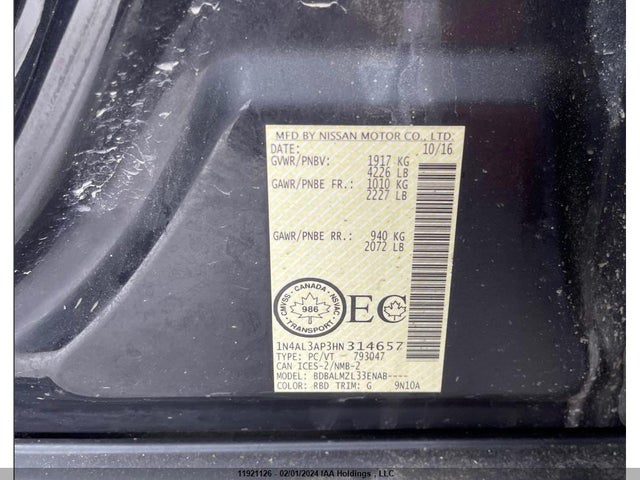 MFD BY NISSAN MOTOR CO., LTD.
DATE: 10/16
GVWR/PNBV: 1917 KG
4226 LB
GAWR/PNBE FR.: 1010 KG
2227 LB
GAWR/PNBE RR.: 940 KG
2072 LB
CANADA
CMVSS 986 NSVAC
TRANSPORT
EC
1N4AL3AP3HN314657
TYPE: PC/VT - 793047
CAN ICES-2/NMB-2
MODEL: BDBALMZL33ENAB----
COLOR: RBD TRIM: G 9N10A
11921126 - 02/01/2024 IAA Holdings , LLC